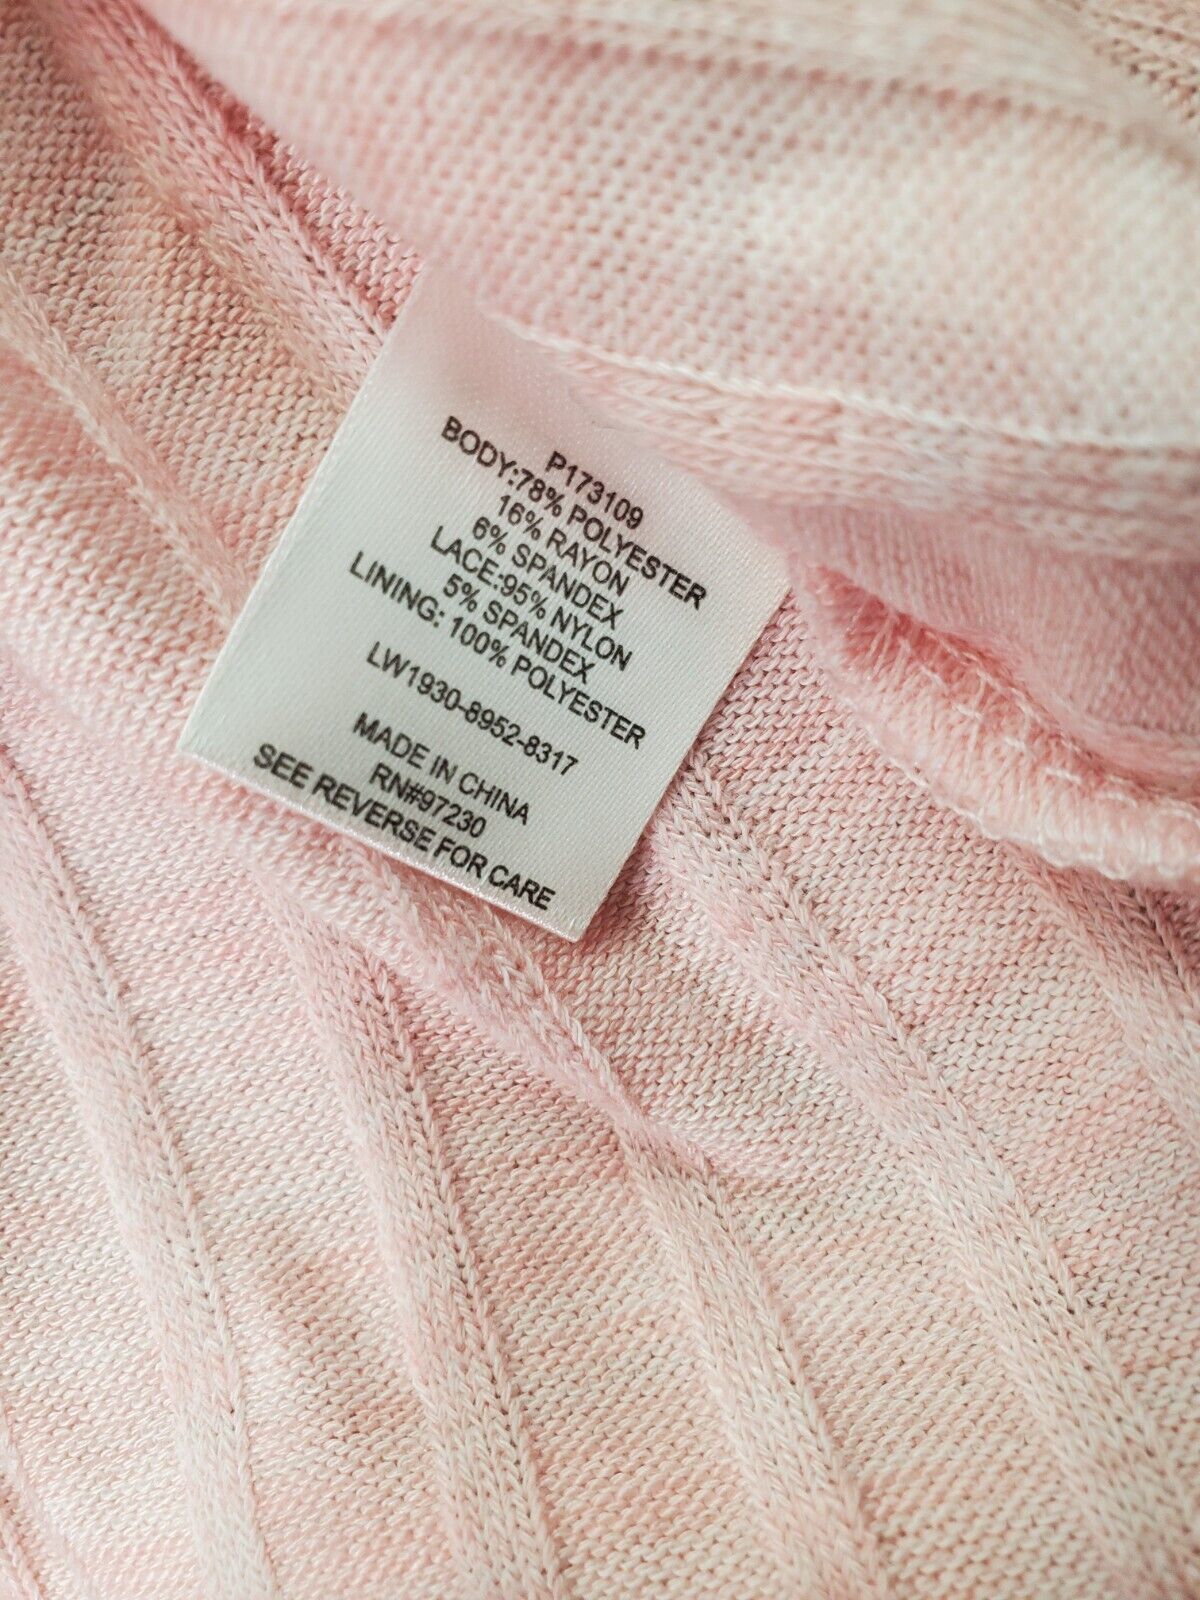 P173109
BODY:78% POLYESTER
16% RAYON
6% SPANDEX
LACE:95% NYLON
5% SPANDEX
LINING: 100% POLYESTER
LW1930-8952-8317
MADE IN CHINA
RN#97230
SEE REVERSE FOR CARE